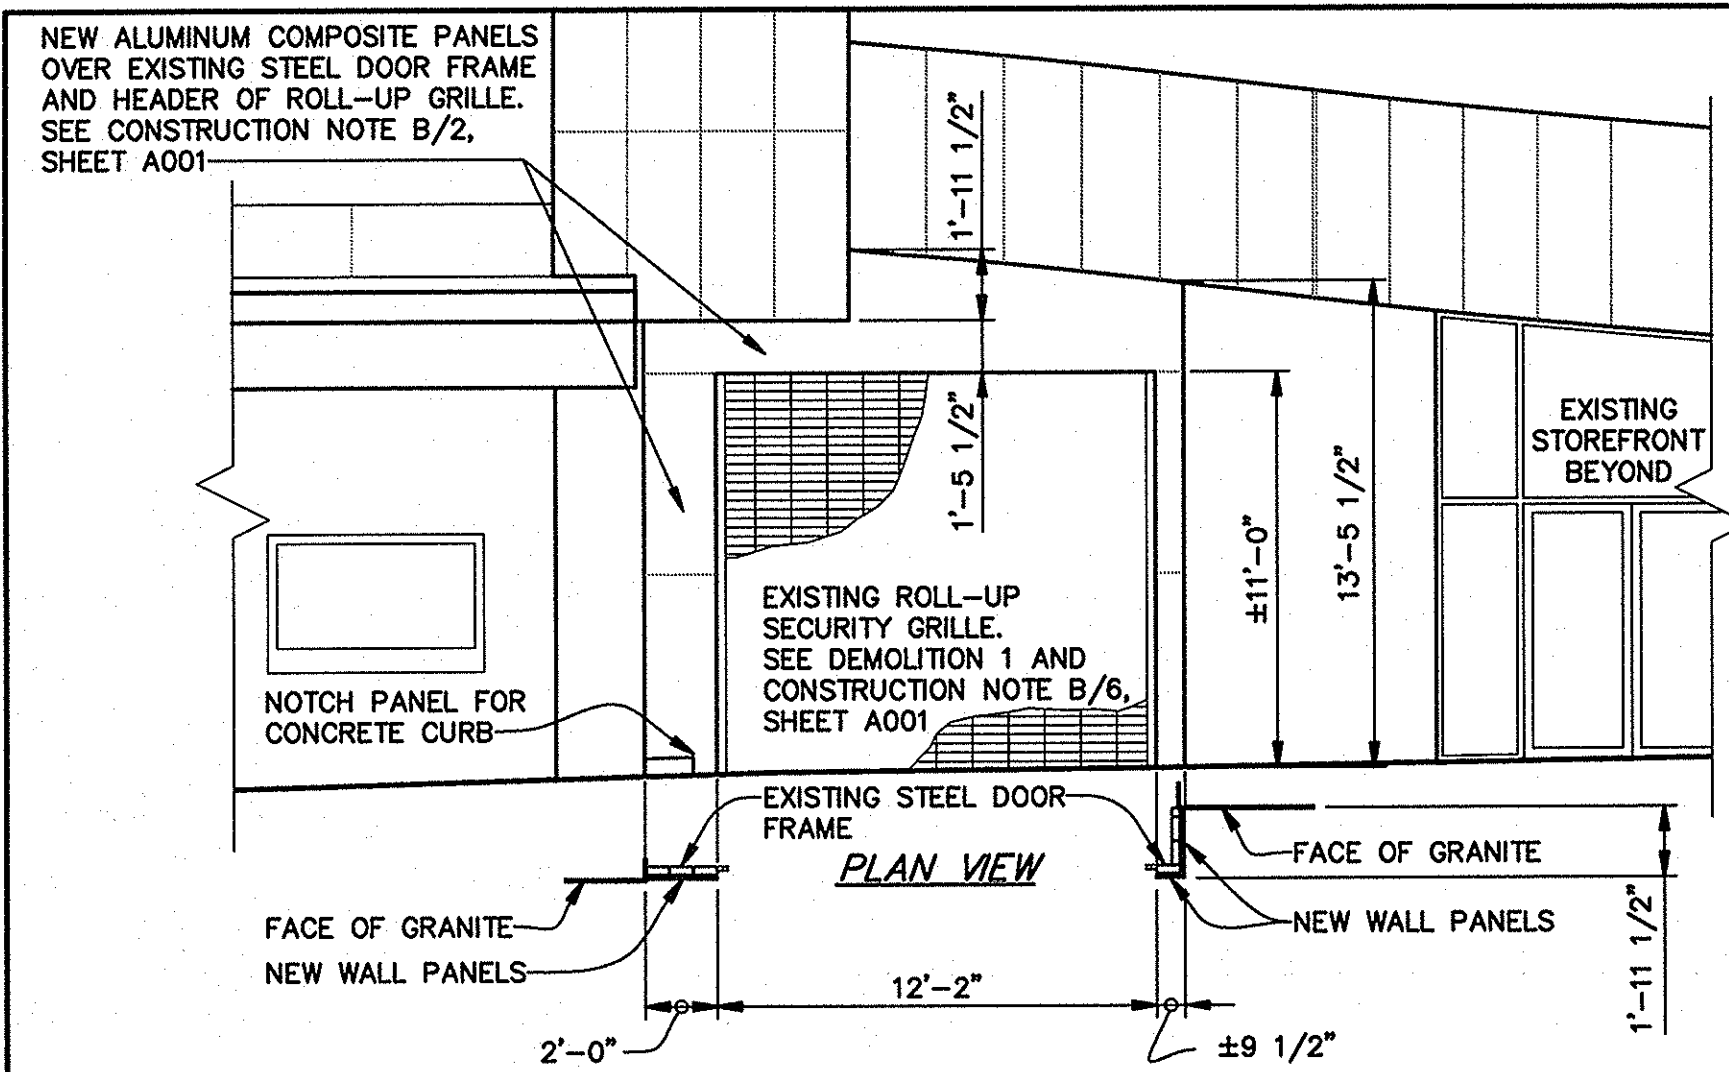 NEW ALUMINUM COMPOSITE PANELS
OVER EXISTING STEEL DOOR FRAME
AND HEADER OF ROLL-UP GRILLE.
SEE CONSTRUCTION NOTE B/2,
SHEET A001
1'-11 1/2"
1'-5 1/2"
±11'-0"
13'-5 1/2"
EXISTING
STOREFRONT
BEYOND
EXISTING ROLL-UP
SECURITY GRILLE.
SEE DEMOLITION 1 AND
CONSTRUCTION NOTE B/6,
SHEET A001
NOTCH PANEL FOR
CONCRETE CURB
EXISTING STEEL DOOR
FRAME
PLAN VIEW
FACE OF GRANITE
NEW WALL PANELS
FACE OF GRANITE
NEW WALL PANELS
1'-11 1/2"
12'-2"
2'-0"
±9 1/2"